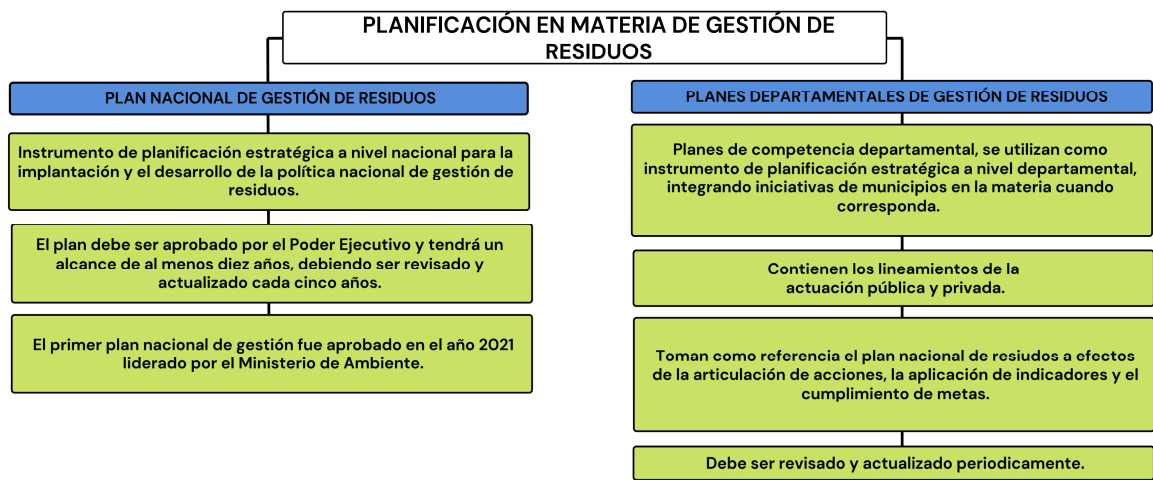 PLANIFICACIÓN EN MATERIA DE GESTIÓN DE
RESIDUOS
PLAN NACIONAL DE GESTIÓN DE RESIDUOS
Instrumento de planificación estratégica a nivel nacional para la
implantación y el desarrollo de la política nacional de gestión de
residuos.
El plan debe ser aprobado por el Poder Ejecutivo y tendrá un
alcance de al menos diez años, debiendo ser revisado y
actualizado cada cinco años.
El primer plan nacional de gestión fue aprobado en el año 2021
liderado por el Ministerio de Ambiente.
PLANES DEPARTAMENTALES DE GESTIÓN DE RESIDUOS
Planes de competencia departamental, se utilizan como
instrumento de planificación estratégica a nivel departamental,
integrando iniciativas de municipios en la materia cuando
corresponda.
Contienen los lineamientos de la
actuación pública y privada.
Toman como referencia el plan nacional de resiudos a efectos
de la articulación de acciones, la aplicación de indicadores y el
cumplimiento de metas.
Debe ser revisado y actualizado periodicamente.